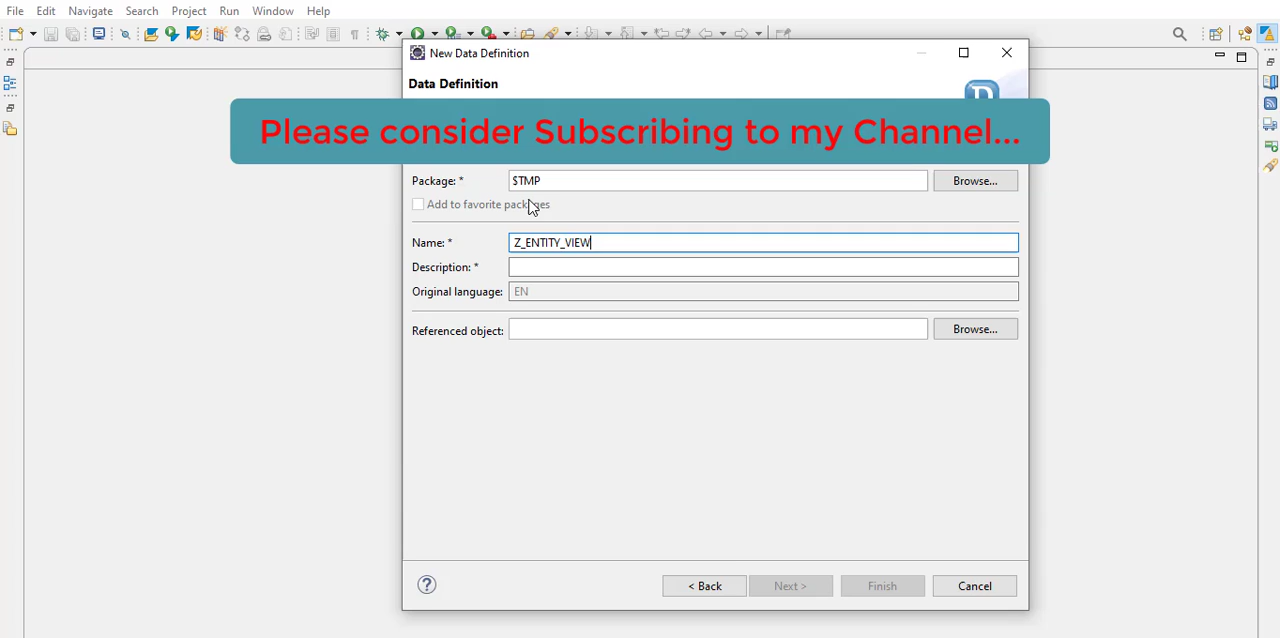 File Edit Navigate Search Project Run Window Help
New Data Definition
Data Definition
Please consider Subscribing to my Channel...
Package: *
$TMP
Browse...
Add to favorite packages
Name: *
Z_ENTITY_VIEW
Description: *
Original language:
EN
Referenced object:
Browse...
?
< Back
Next >
Finish
Cancel